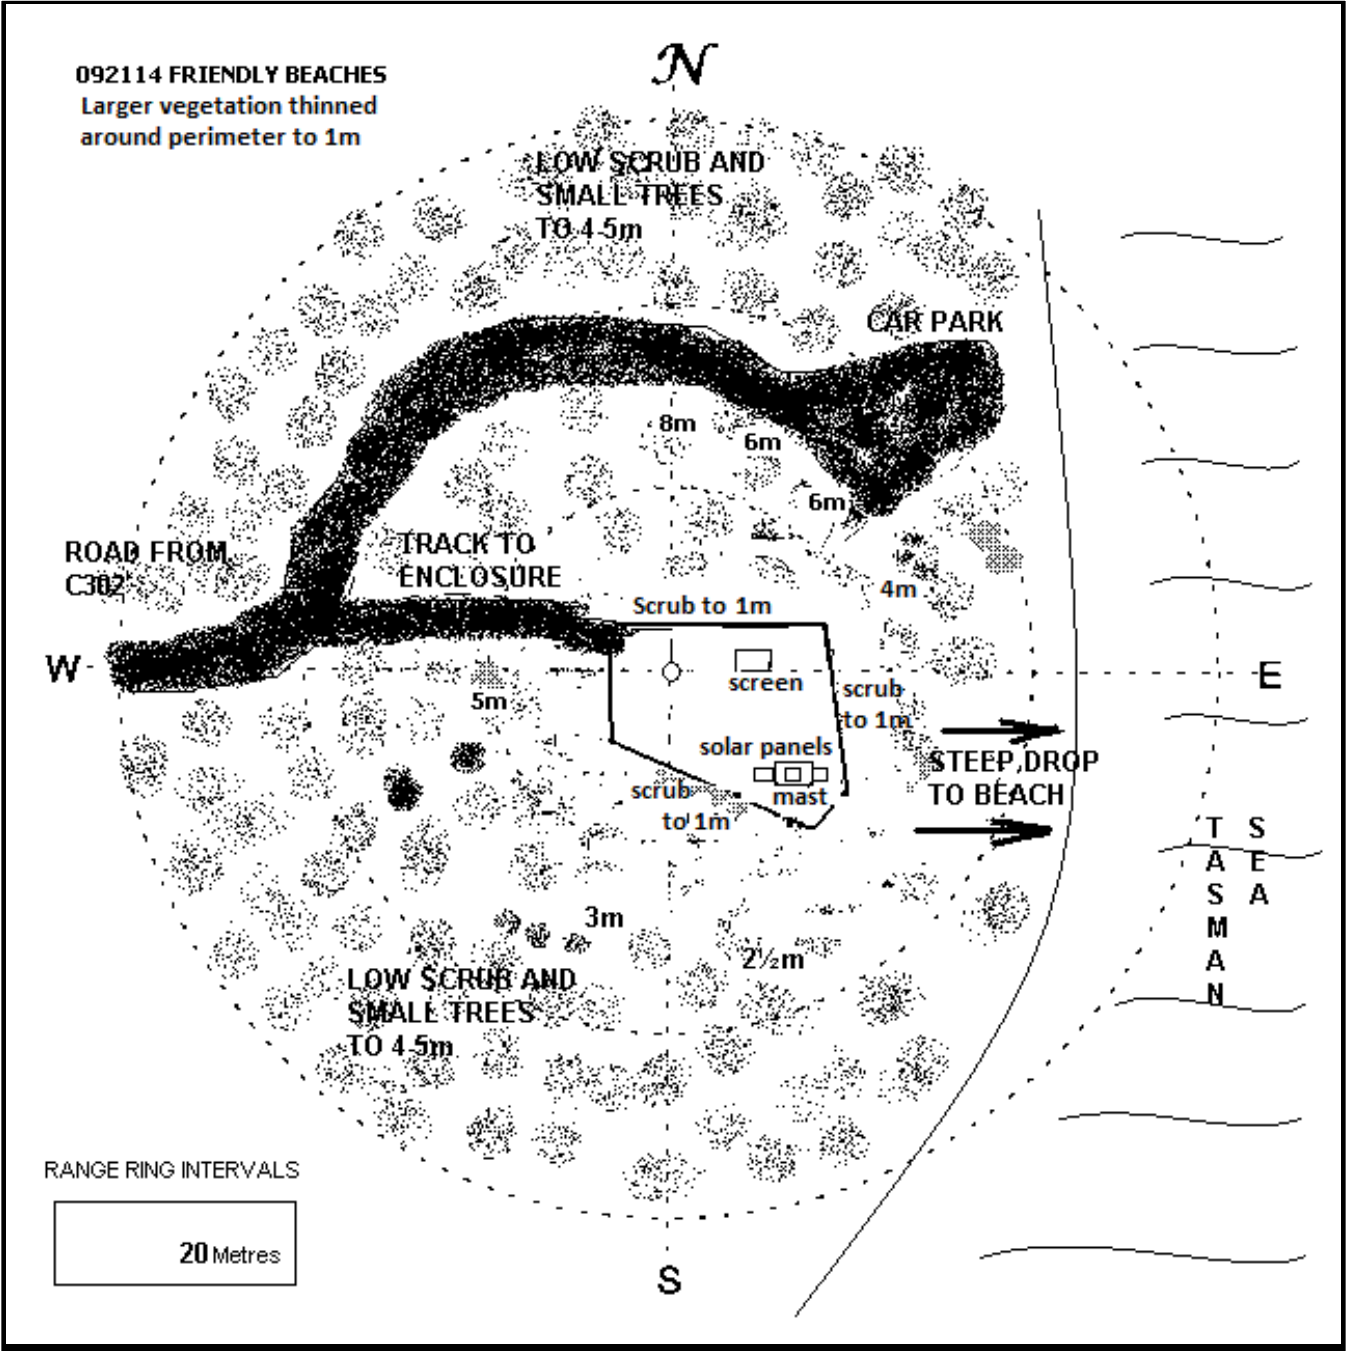 N
092114 FRIENDLY BEACHES
Larger vegetation thinned
around perimeter to 1m
LOW SCRUB AND
SMALL TREES
TO 4-5m
CAR PARK
8m
6m
6m
ROAD FROM
C302
TRACK TO
ENCLOSURE
4m
Scrub to 1m
W
E
screen
scrub
to 1m
5m
solar panels
STEEP DROP
TO BEACH
scrub
to 1m
mast
TASMAN
SEA
3m
2½m
LOW SCRUB AND
SMALL TREES
TO 4-5m
RANGE RING INTERVALS
20 Metres
S